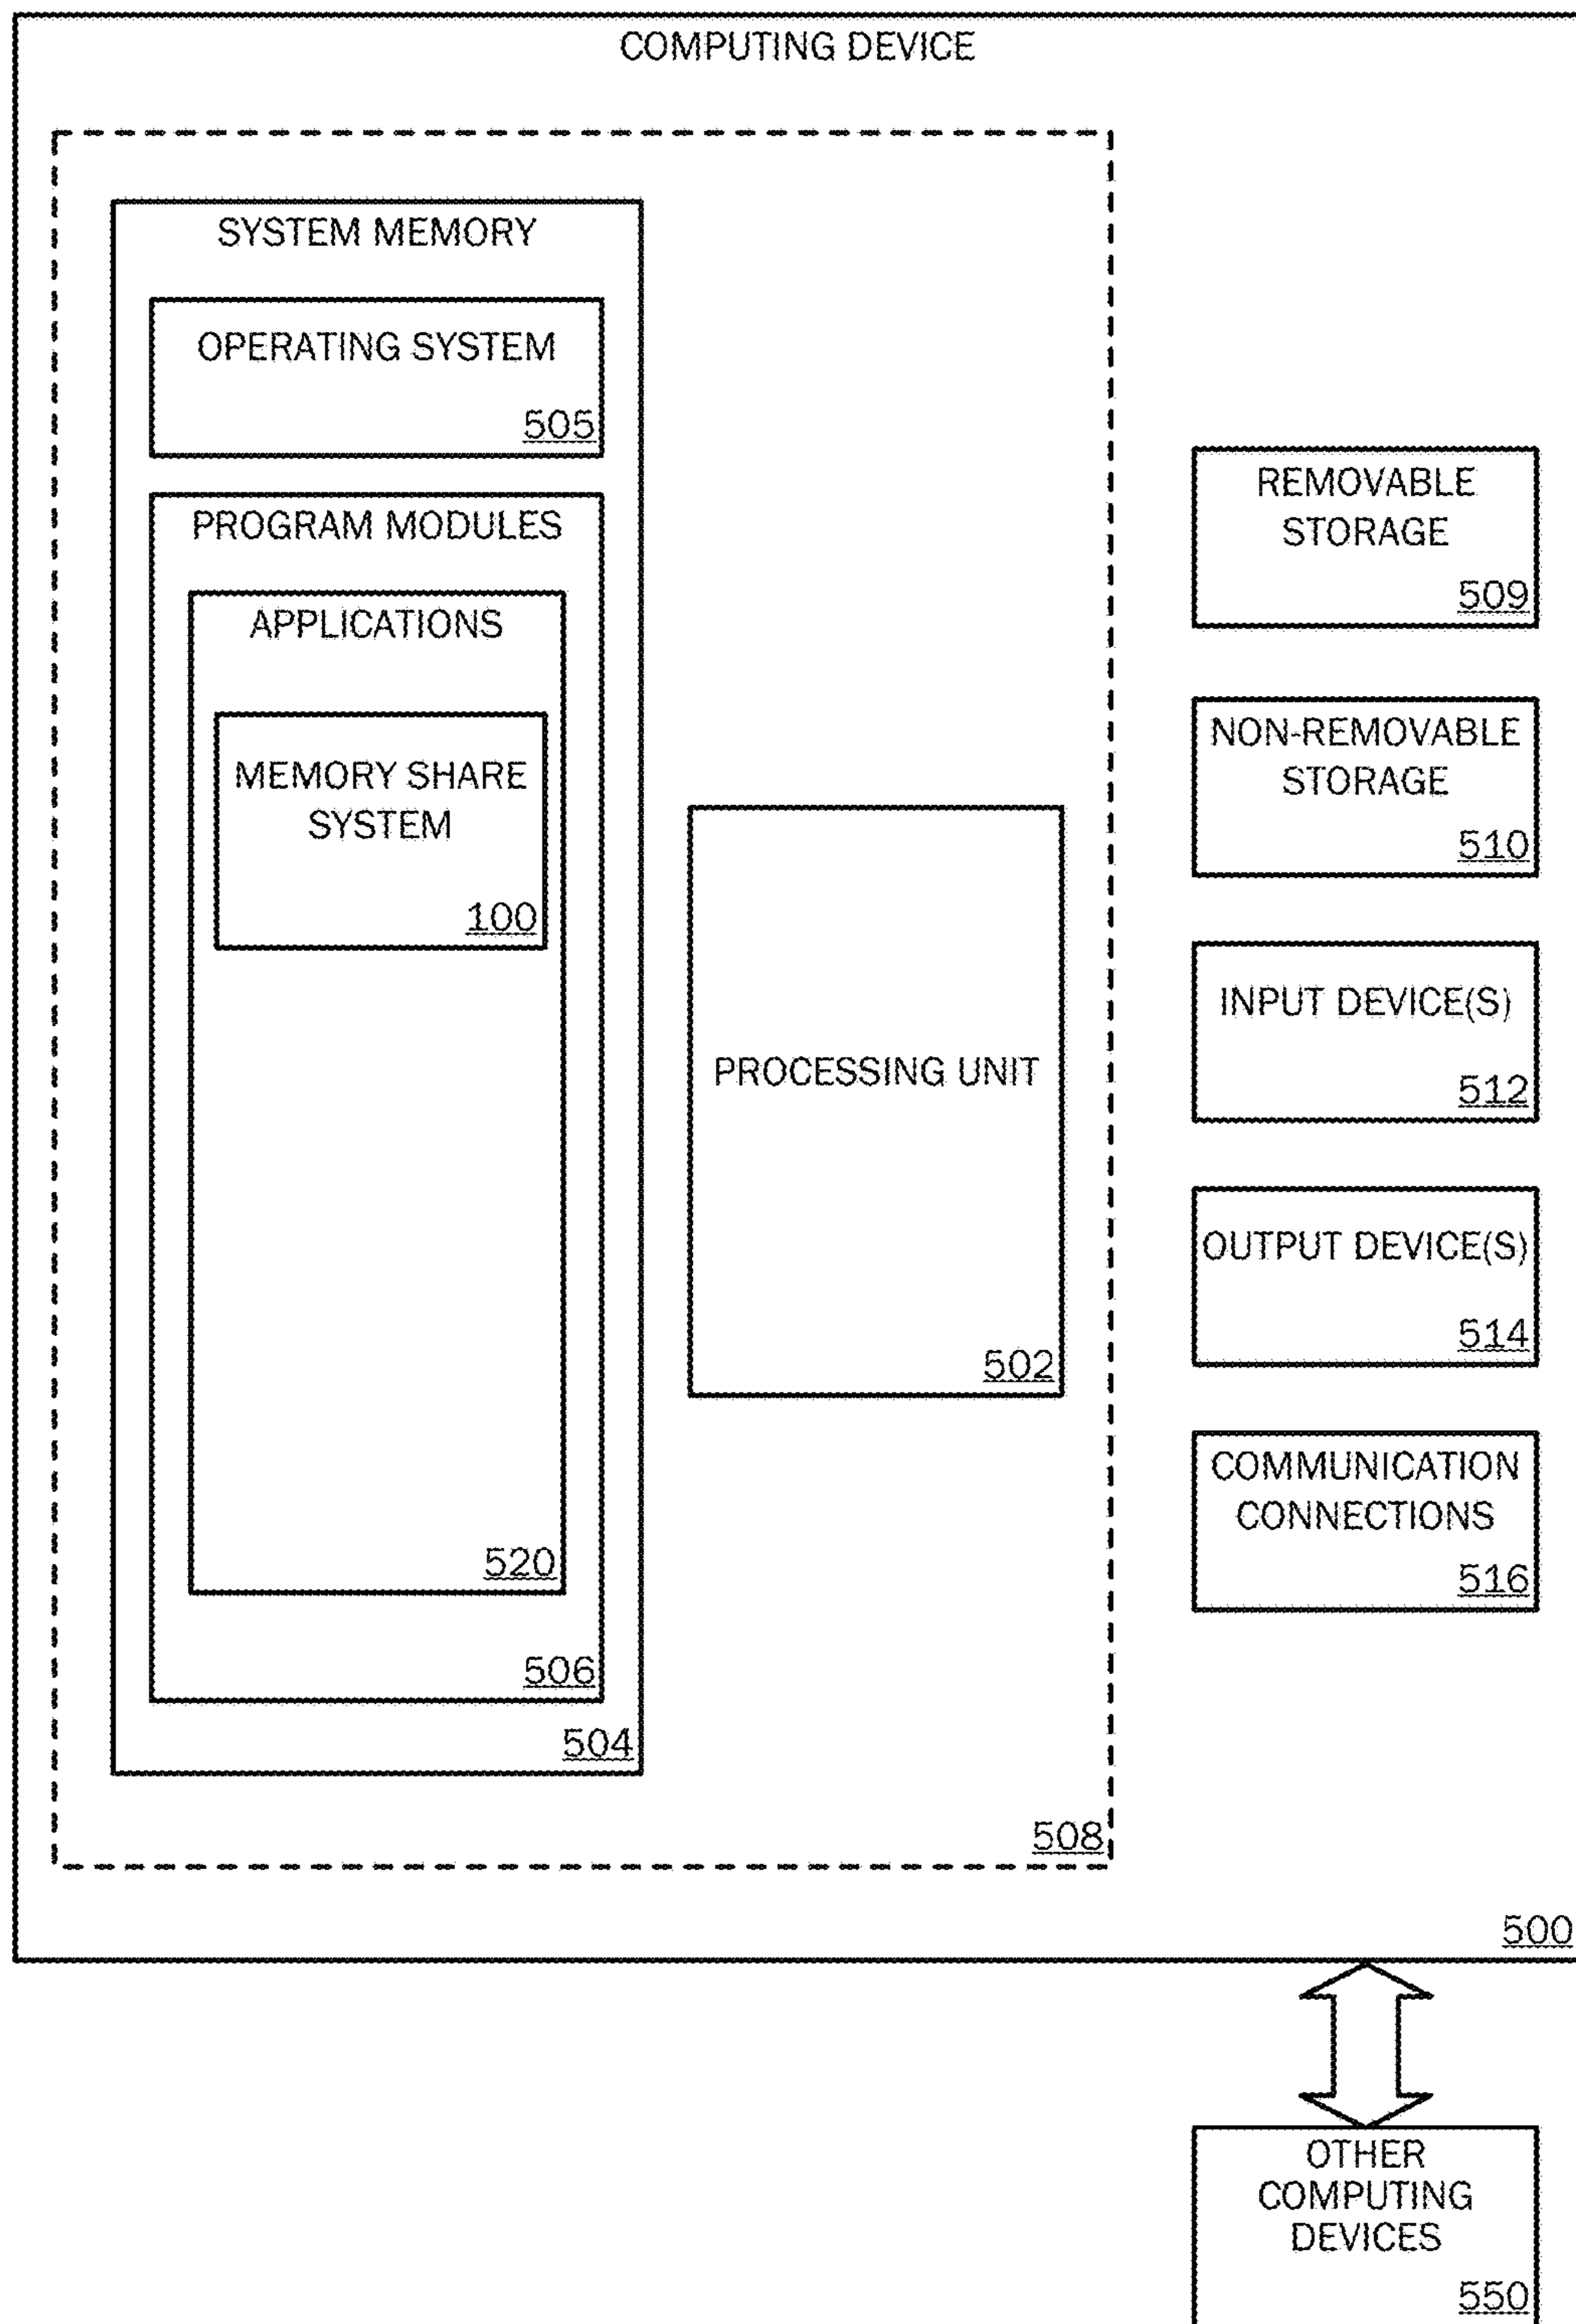 COMPUTING DEVICE
SYSTEM MEMORY
OPERATING SYSTEM
505
PROGRAM MODULES
APPLICATIONS
MEMORY SHARE
SYSTEM
100
520
506
504
PROCESSING UNIT
502
508
REMOVABLE
STORAGE
509
NON-REMOVABLE
STORAGE
510
INPUT DEVICE(S)
512
OUTPUT DEVICE(S)
514
COMMUNICATION
CONNECTIONS
516
500
OTHER
COMPUTING
DEVICES
550